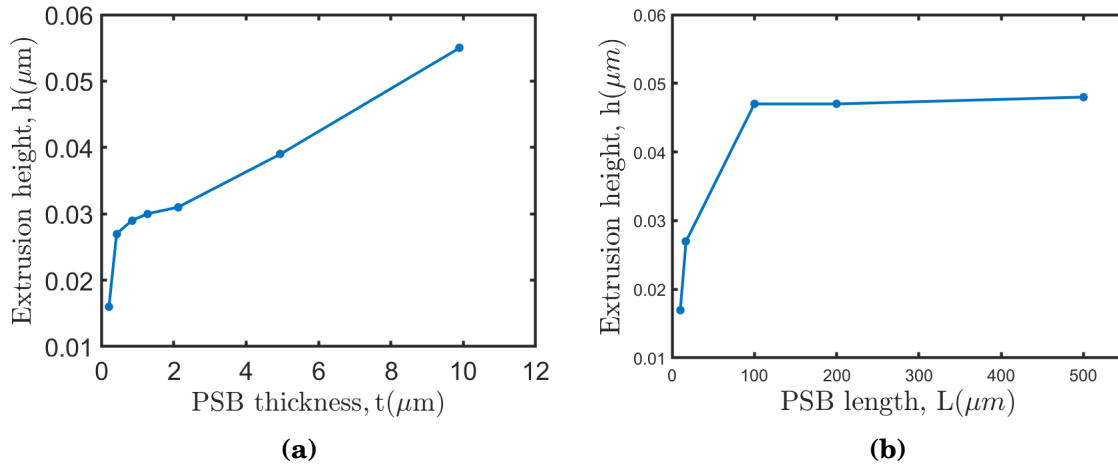 0.06
0.05
0.04
0.03
0.02
0.01
Extrusion height, h(μm)
0 2 4 6 8 10 12
PSB thickness, t(μm)
(a)
0.06
0.05
0.04
0.03
0.02
0.01
Extrusion height, h(μm)
0 100 200 300 400 500
PSB length, L(μm)
(b)